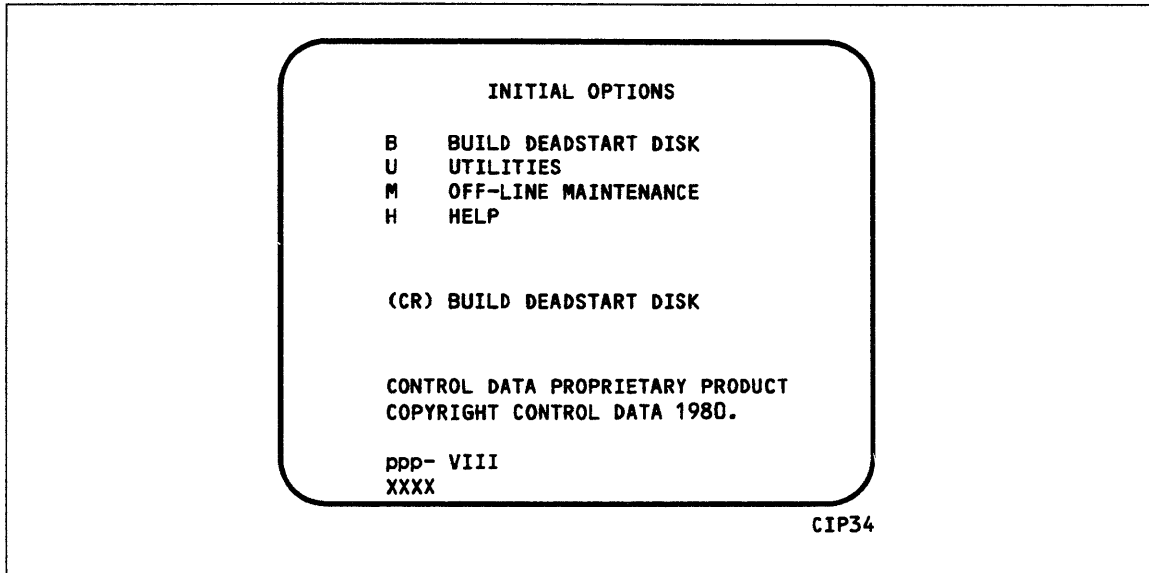 INITIAL OPTIONS
B BUILD DEADSTART DISK
U UTILITIES
M OFF-LINE MAINTENANCE
H HELP
(CR) BUILD DEADSTART DISK
CONTROL DATA PROPRIETARY PRODUCT
COPYRIGHT CONTROL DATA 1980.
ppp- VIII
XXXX
CIP34